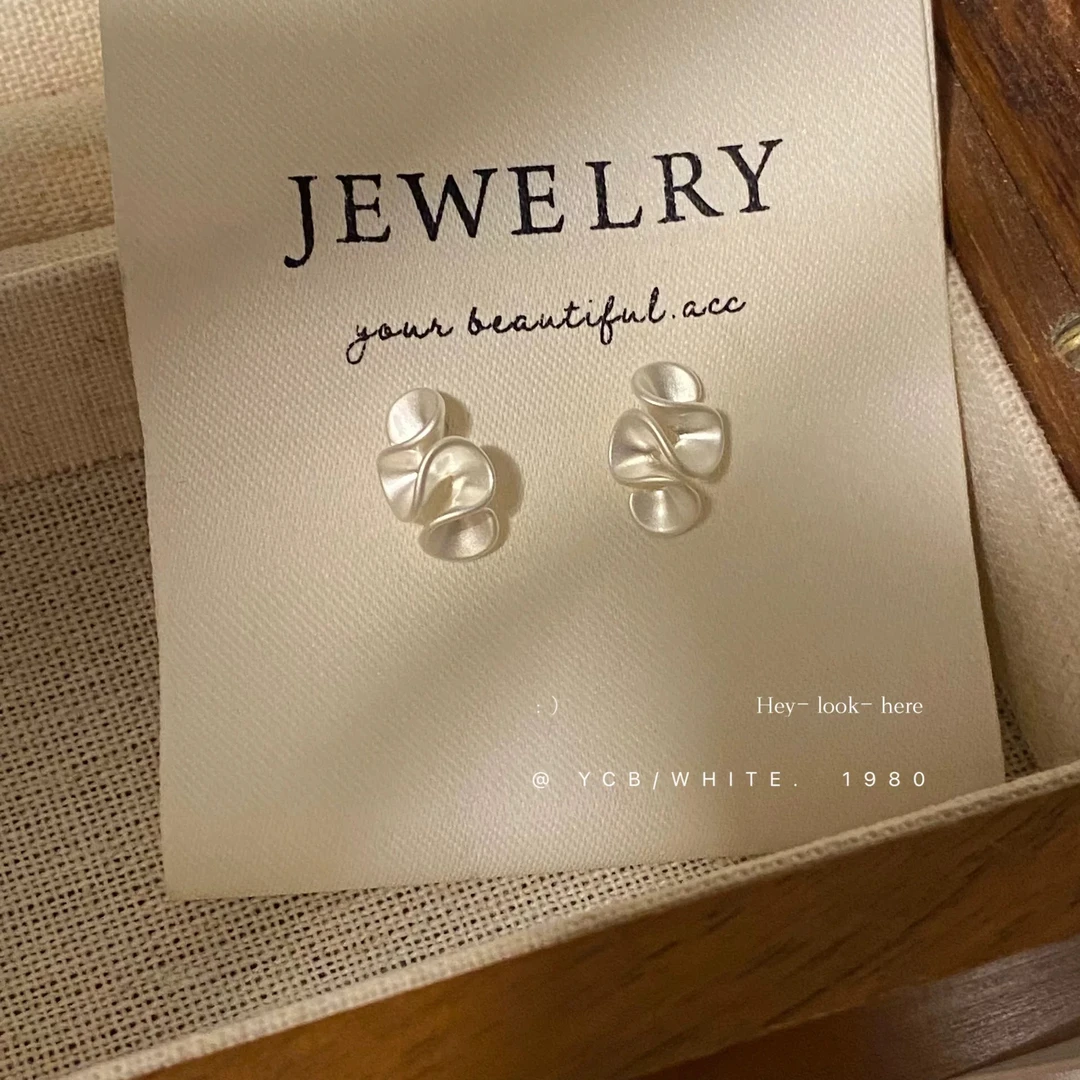 JEWELRY
your beautiful.acc
: )
Hey- look- here
@ YCB/WHITE. 1980